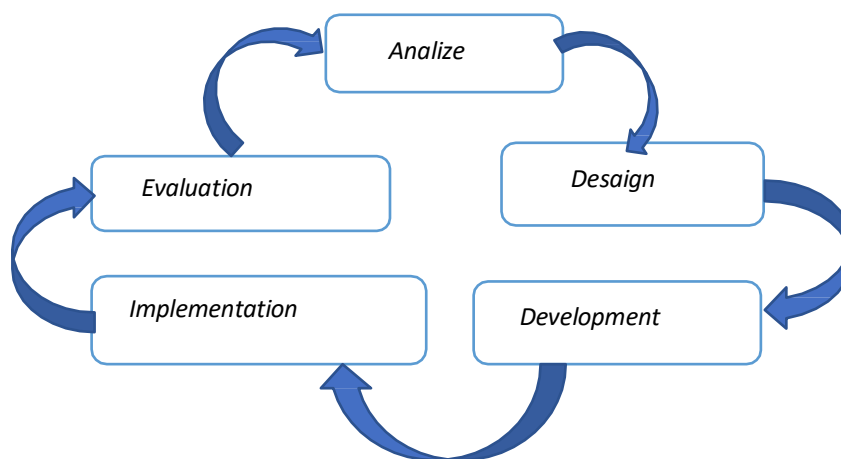 Analize
Desaign
Development
Implementation
Evaluation